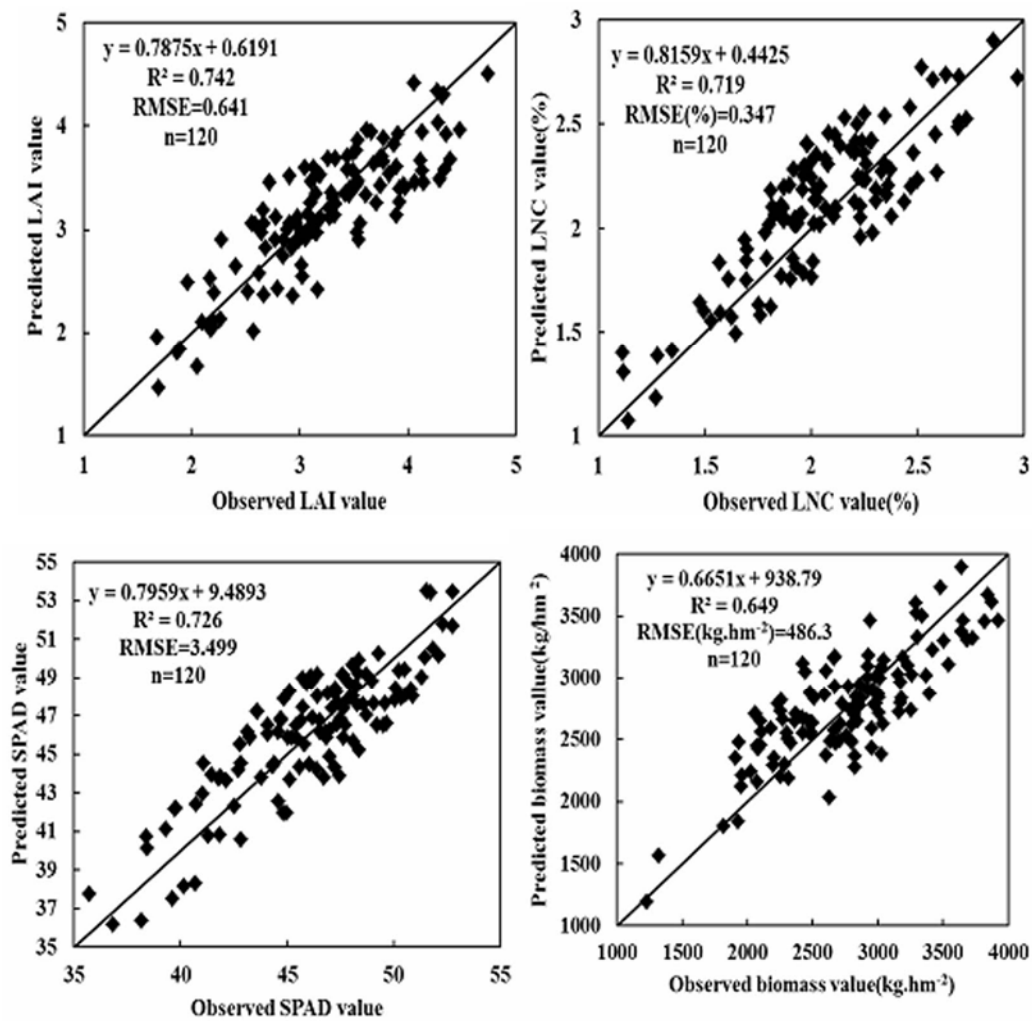 y = 0.7875x + 0.6191
R² = 0.742
RMSE=0.641
n=120
Predicted LAI value
5
4
3
2
1
1 2 3 4 5
Observed LAI value
y = 0.8159x + 0.4425
R² = 0.719
RMSE(%)=0.347
n=120
Predicted LNC value(%)
3
2.5
2
1.5
1
1 1.5 2 2.5 3
Observed LNC value(%)
y = 0.7959x + 9.4893
R² = 0.726
RMSE=3.499
n=120
Predicted SPAD value
55
53
51
49
47
45
43
41
39
37
35
35 40 45 50 55
Observed SPAD value
y = 0.6651x + 938.79
R² = 0.649
RMSE(kg.hm⁻²)=486.3
n=120
Predicted biomass vallue(kg/hm⁻²)
4000
3500
3000
2500
2000
1500
1000
1000 1500 2000 2500 3000 3500 4000
Observed biomass value(kg.hm⁻²)